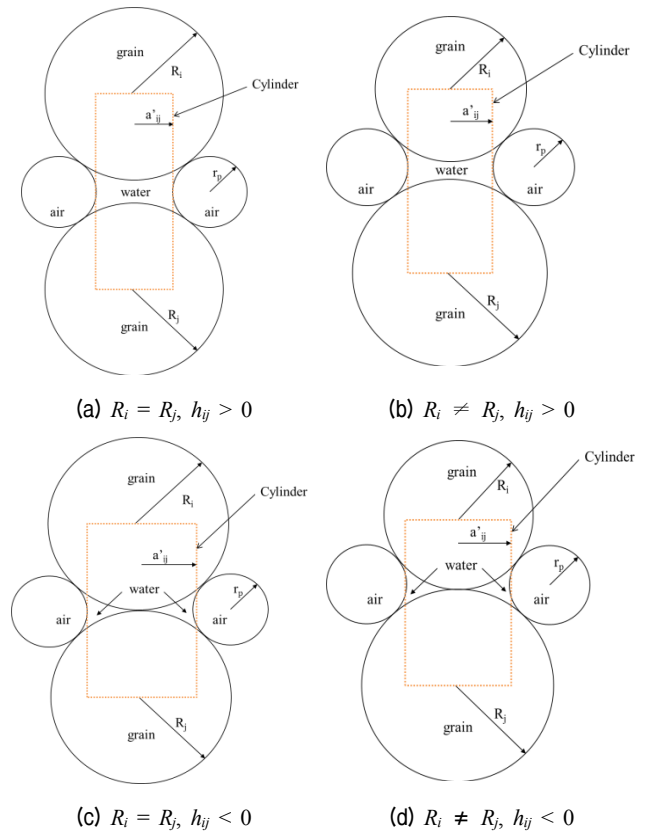 grain
R_i
Cylinder
a'_ij
r_p
water
air
air
R_j
grain
(a) R_i = R_j, h_ij > 0
grain
R_i
Cylinder
a'_ij
r_p
water
air
air
R_j
grain
(b) R_i ≠ R_j, h_ij > 0
grain
R_i
Cylinder
a'_ij
water
r_p
air
air
R_j
grain
(c) R_i = R_j, h_ij < 0
grain
R_i
Cylinder
a'_ij
water
r_p
air
air
R_j
grain
(d) R_i ≠ R_j, h_ij < 0